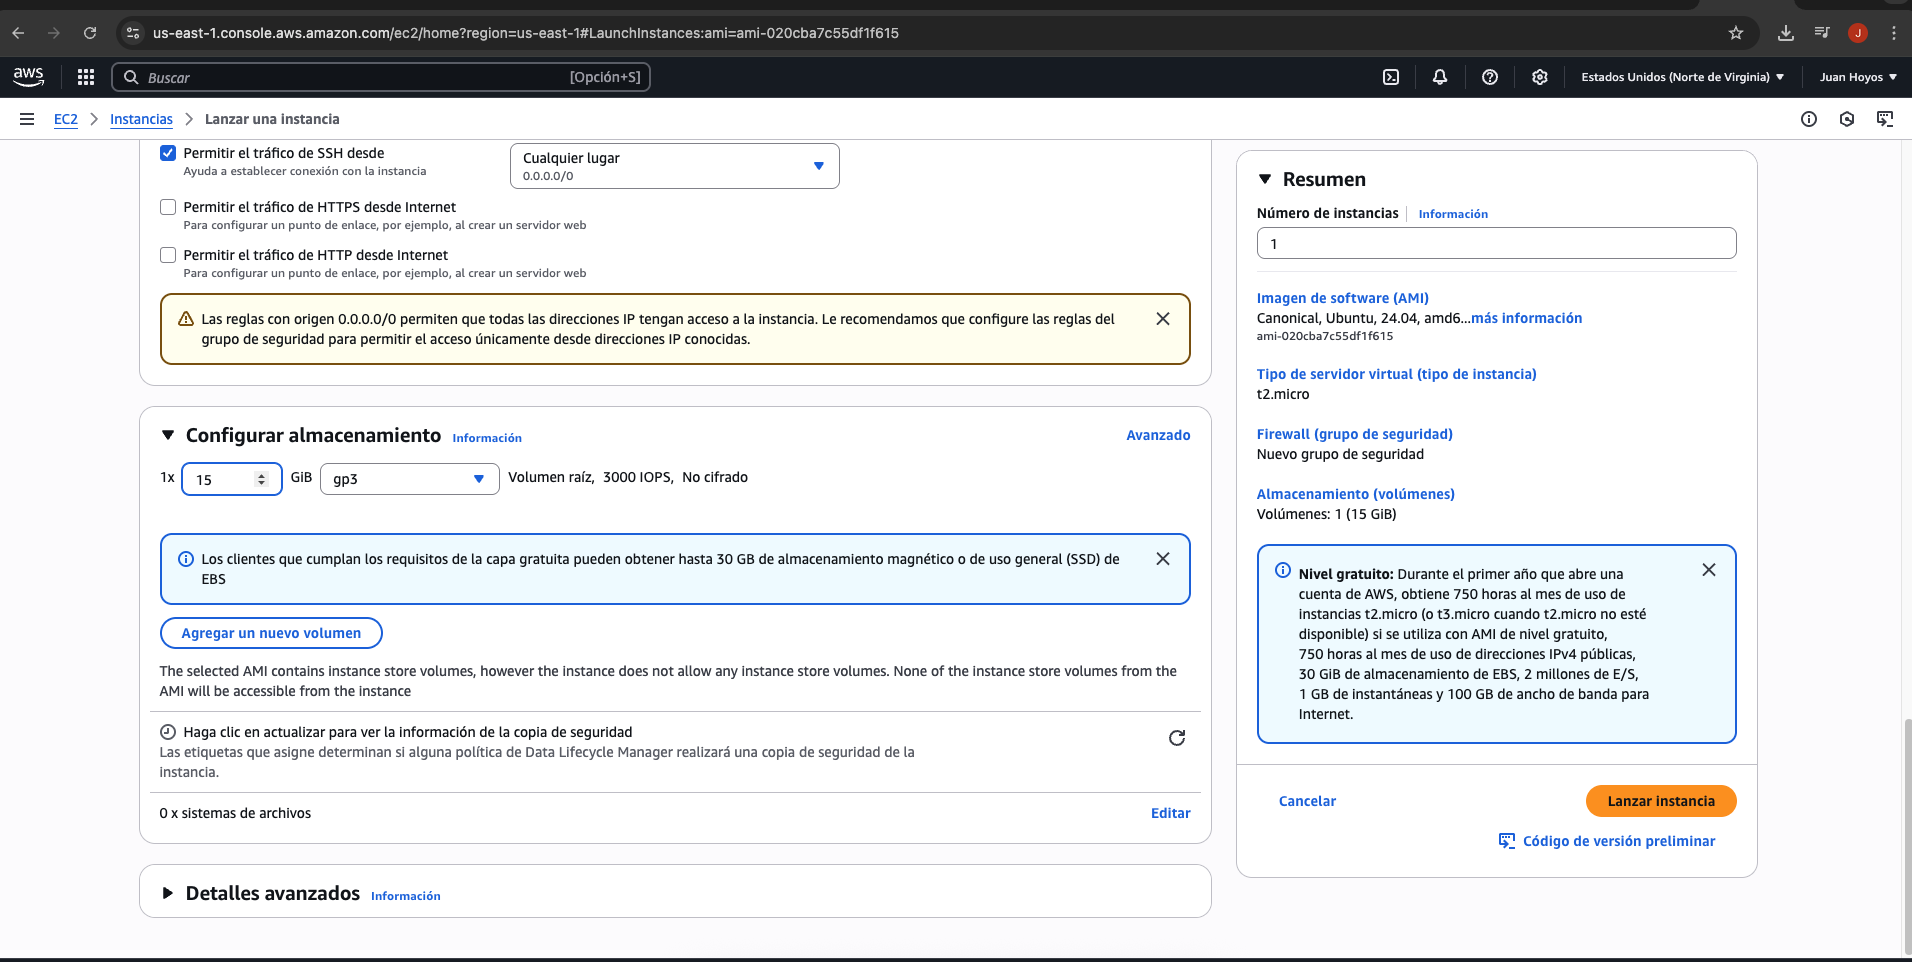 us-east-1.console.aws.amazon.com/ec2/home?region=us-east-1#LaunchInstances:ami=ami-020cba7c55df1f615
J
aws
Buscar
[Opción+S]
Estados Unidos (Norte de Virginia)
Juan Hoyos
EC2
Instancias
Lanzar una instancia
Permitir el tráfico de SSH desde
Ayuda a establecer conexión con la instancia
Cualquier lugar
0.0.0.0/0
Permitir el tráfico de HTTPS desde Internet
Para configurar un punto de enlace, por ejemplo, al crear un servidor web
Permitir el tráfico de HTTP desde Internet
Para configurar un punto de enlace, por ejemplo, al crear un servidor web
Las reglas con origen 0.0.0.0/0 permiten que todas las direcciones IP tengan acceso a la instancia. Le recomendamos que configure las reglas del
grupo de seguridad para permitir el acceso únicamente desde direcciones IP conocidas.
Configurar almacenamiento Información
Avanzado
1x 15 GiB gp3 Volumen raíz, 3000 IOPS, No cifrado
Los clientes que cumplan los requisitos de la capa gratuita pueden obtener hasta 30 GB de almacenamiento magnético o de uso general (SSD) de
EBS
Agregar un nuevo volumen
The selected AMI contains instance store volumes, however the instance does not allow any instance store volumes. None of the instance store volumes from the
AMI will be accessible from the instance
Haga clic en actualizar para ver la información de la copia de seguridad
Las etiquetas que asigne determinan si alguna política de Data Lifecycle Manager realizará una copia de seguridad de la
instancia.
0 x sistemas de archivos
Editar
Detalles avanzados Información
Resumen
Número de instancias Información
1
Imagen de software (AMI)
Canonical, Ubuntu, 24.04, amd6...más información
ami-020cba7c55df1f615
Tipo de servidor virtual (tipo de instancia)
t2.micro
Firewall (grupo de seguridad)
Nuevo grupo de seguridad
Almacenamiento (volúmenes)
Volúmenes: 1 (15 GiB)
Nivel gratuito: Durante el primer año que abre una
cuenta de AWS, obtiene 750 horas al mes de uso de
instancias t2.micro (o t3.micro cuando t2.micro no esté
disponible) si se utiliza con AMI de nivel gratuito,
750 horas al mes de uso de direcciones IPv4 públicas,
30 GiB de almacenamiento de EBS, 2 millones de E/S,
1 GB de instantáneas y 100 GB de ancho de banda para
Internet.
Cancelar
Lanzar instancia
Código de versión preliminar